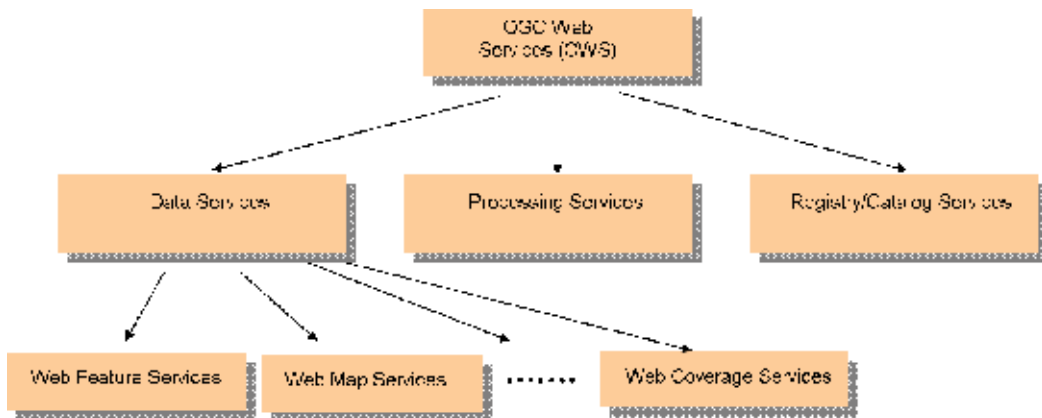 OGC Web
Services (OWS)
Data Services
Processing Services
Registry/Catalog Services
Web Feature Services
Web Map Services
Web Coverage Services